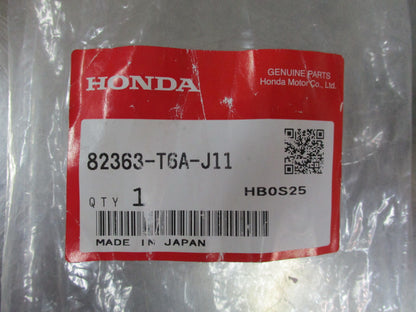 HONDA
GENUINE PARTS
Honda Motor Co., Ltd.
82363-T6A-J11
QTY 1
HB0S25
MADE IN JAPAN